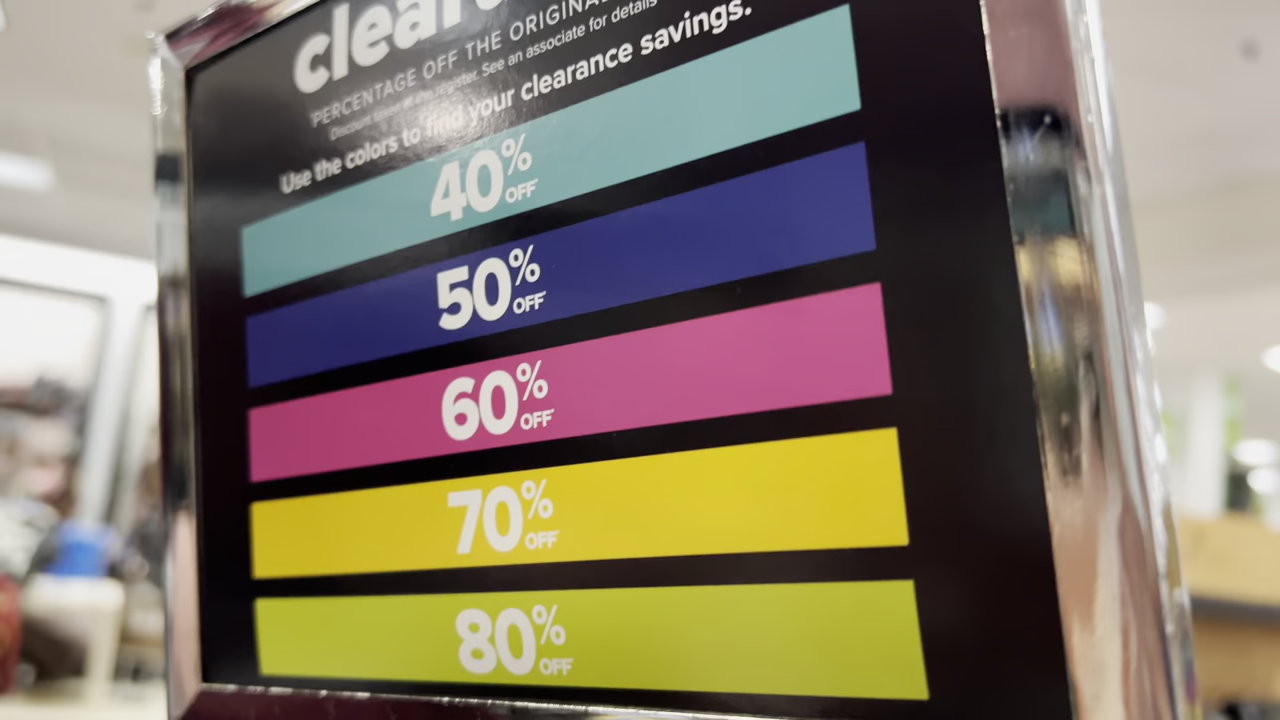 clear
PERCENTAGE OFF THE ORIGINAL
Discount taken at the register. See an associate for details
Use the colors to find your clearance savings.
40% OFF
50% OFF
60% OFF
70% OFF
80% OFF